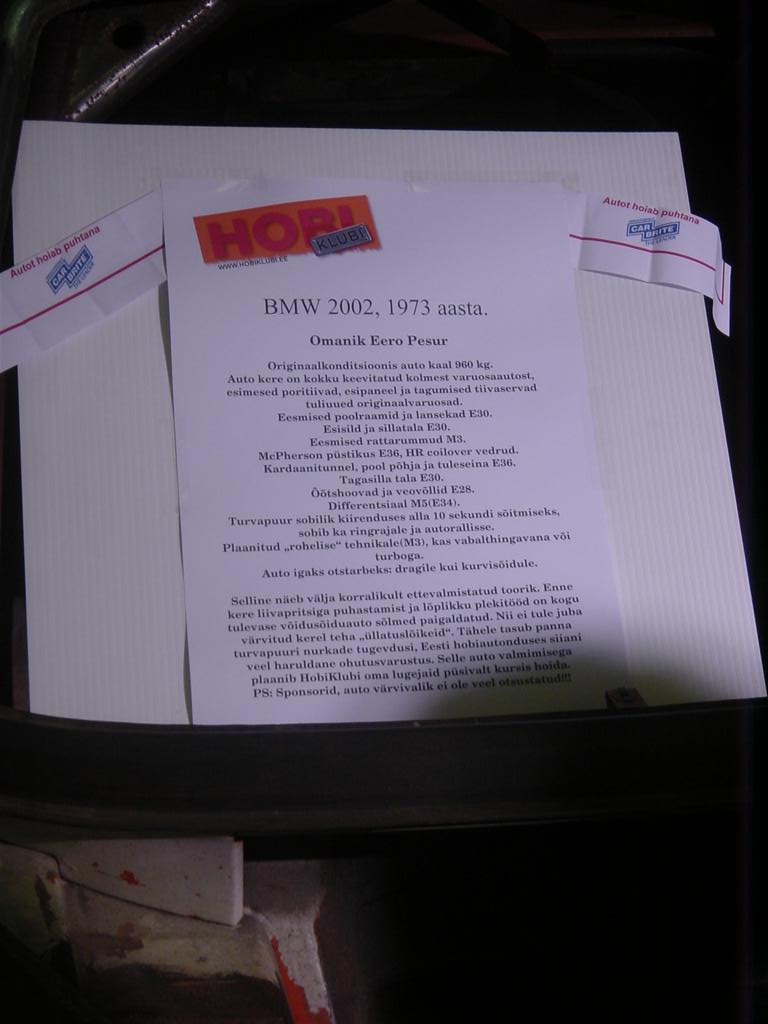 HOBI
KLUBI
WWW.HOBIKLUBI.EE
Autot hoiab puhtana
CAR
BRITE
THE LEADER
Autot hoiab puhtana
CAR
BRITE
THE LEADER
BMW 2002, 1973 aasta.
Omanik Eero Pesur
Originaalkonditsioonis auto kaal 960 kg.
Auto kere on kokku keevitatud kolmest varuosaautost,
esimesed poritiivad, esipaneel ja tagumised tiivaservad
tuliuued originaalvaruosad.
Eesmised poolraamid ja lansekad E30.
Esisild ja sillatala E30.
Eesmised rattarummud M3.
McPherson püstikus E36, HR coilover vedrud.
Kardaanitunnel, pool põhja ja tuleseina E36.
Tagasilla tala E30.
Õõtshoovad ja veovõllid E28.
Differentsiaal M5(E34).
Turvapuur sobilik kiirenduses alla 10 sekundi sõitmiseks,
sobib ka ringrajale ja autorallisse.
Plaanitud „rohelise“ tehnikale(M3), kas vabalthingavana või
turboga.
Auto igaks otstarbeks: dragile kui kurvisõidule.
Selline näeb välja korralikult ettevalmistatud toorik. Enne
kere liivapritsiga puhastamist ja lõplikku plekitööd on kogu
tulevase võidusõiduauto sõlmed paigaldatud. Nii ei tule juba
värvitud kerel teha „üllatuslõikeid“. Tähele tasub panna
turvapuuri nurkade tugevdusi, Eesti hobiautonduses siiani
veel haruldane ohutusvarustus. Selle auto valmimisega
plaanib HobiKlubi oma lugejaid püsivalt kursis hoida.
PS: Sponsorid, auto värvivalik ei ole veel otsustatud!!!